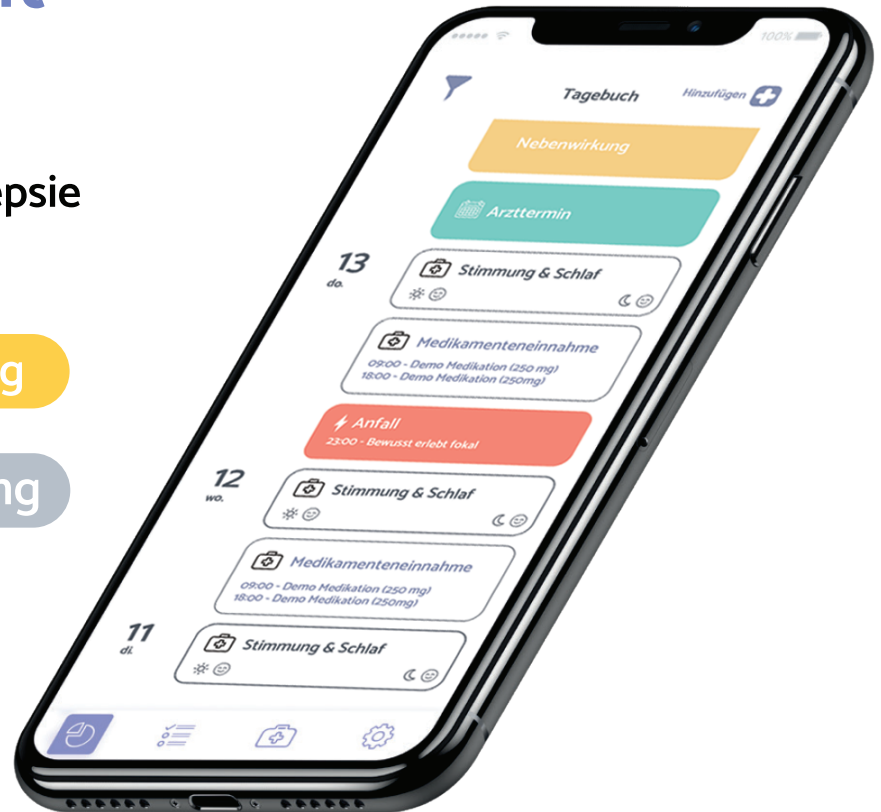 100%
Tagebuch
Hinzufügen
Nebenwirkung
epsie
Arzttermin
13
do.
Stimmung & Schlaf
Medikamenteneinnahme
09:00 - Demo Medikation (250 mg)
18:00 - Demo Medikation (250mg)
g
Anfall
23:00 - Bewusst erlebt fokal
12
wo.
Stimmung & Schlaf
ng
Medikamenteneinnahme
09:00 - Demo Medikation (250 mg)
18:00 - Demo Medikation (250mg)
11
di.
Stimmung & Schlaf